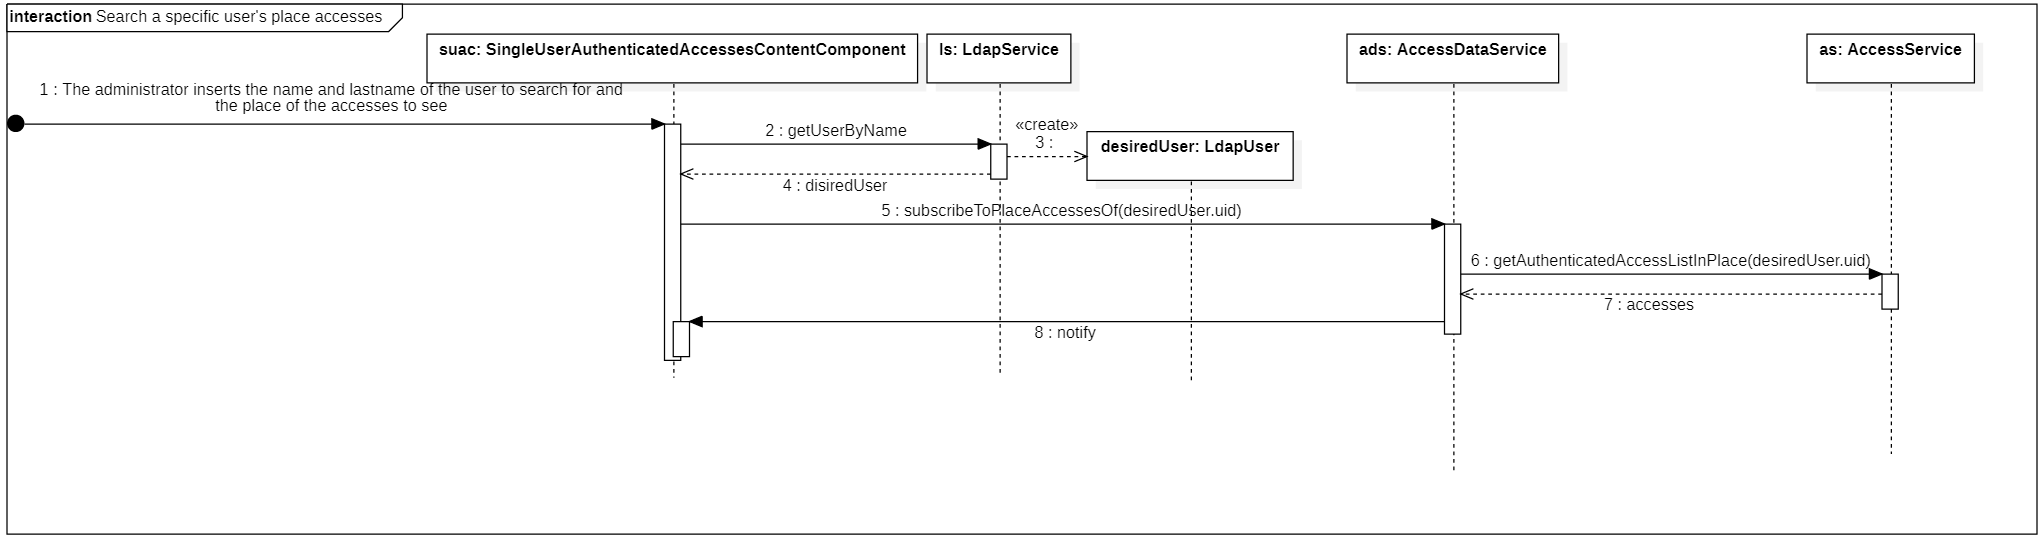 interaction Search a specific user's place accesses
suac: SingleUserAuthenticatedAccessesContentComponent
ls: LdapService
ads: AccessDataService
as: AccessService
1 : The administrator inserts the name and lastname of the user to search for and
the place of the accesses to see
2 : getUserByName
«create»
3 :
desiredUser: LdapUser
4 : disiredUser
5 : subscribeToPlaceAccessesOf(desiredUser.uid)
6 : getAuthenticatedAccessListInPlace(desiredUser.uid)
7 : accesses
8 : notify